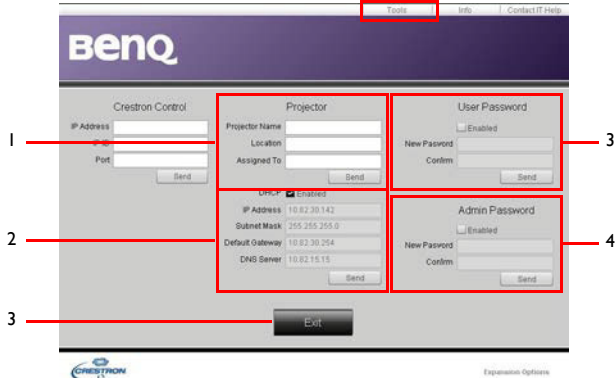 Tools Info Contact IT Help
BenQ
Crestron Control
IP Address
IP ID
Port
Send
Projector
Projector Name
Location
Assigned To
Send
User Password
Enabled
New Pasword
Confirm
Send
1
3
DHCP Enabled
IP Address 10.82.30.142
Subnet Mask 255.255.255.0
Default Gateway 10.82.30.254
DNS Server 10.82.15.15
Send
Admin Password
Enabled
New Pasword
Confirm
Send
2
4
3
Exit
CRESTRON
Expansion Options